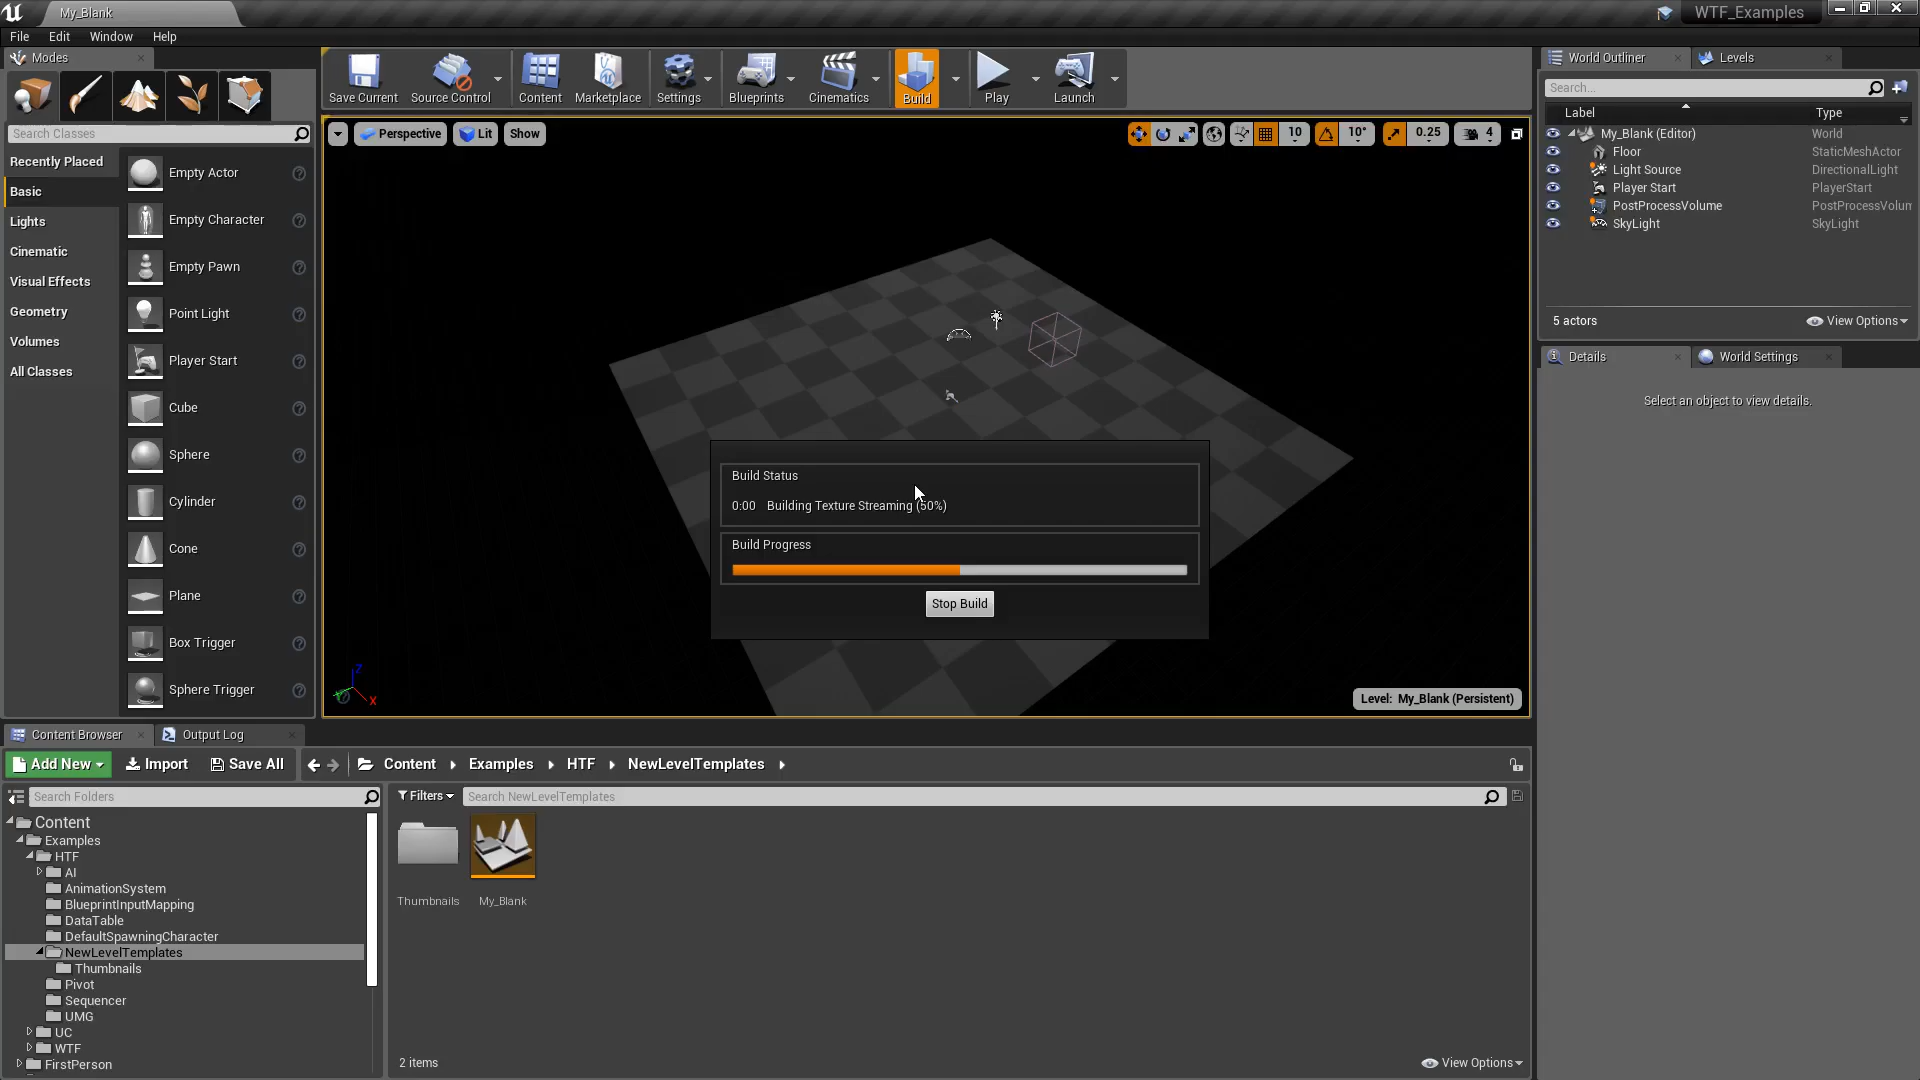 My_Blank
WTF_Examples
File Edit Window Help
Modes
Search Classes
Recently Placed
Basic
Lights
Cinematic
Visual Effects
Geometry
Volumes
All Classes
Empty Actor
Empty Character
Empty Pawn
Point Light
Player Start
Cube
Sphere
Cylinder
Cone
Plane
Box Trigger
Sphere Trigger
Save Current
Source Control
Content
Marketplace
Settings
Blueprints
Cinematics
Build
Play
Launch
Perspective
Lit
Show
10
10°
0.25
4
Build Status
0:00 Building Texture Streaming (50%)
Build Progress
Stop Build
Z
X
Level: My_Blank (Persistent)
World Outliner
Levels
Search...
Label Type
My_Blank (Editor) World
Floor StaticMeshActor
Light Source DirectionalLight
Player Start PlayerStart
PostProcessVolume PostProcessVolum
SkyLight SkyLight
5 actors
View Options
Details
World Settings
Select an object to view details.
Content Browser
Output Log
Add New
Import
Save All
Content
Examples
HTF
NewLevelTemplates
Search Folders
Content
Examples
HTF
AI
AnimationSystem
BlueprintInputMapping
DataTable
DefaultSpawningCharacter
NewLevelTemplates
Thumbnails
Pivot
Sequencer
UMG
UC
WTF
FirstPerson
Filters
Search NewLevelTemplates
Thumbnails
My_Blank
2 items
View Options